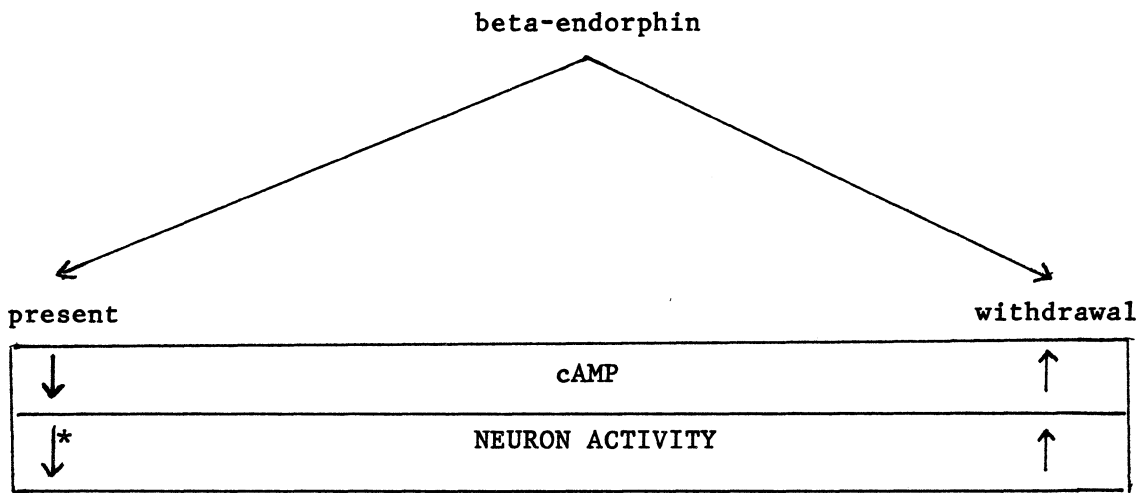 beta-endorphin
present withdrawal
↓ cAMP ↑
↓* NEURON ACTIVITY ↑